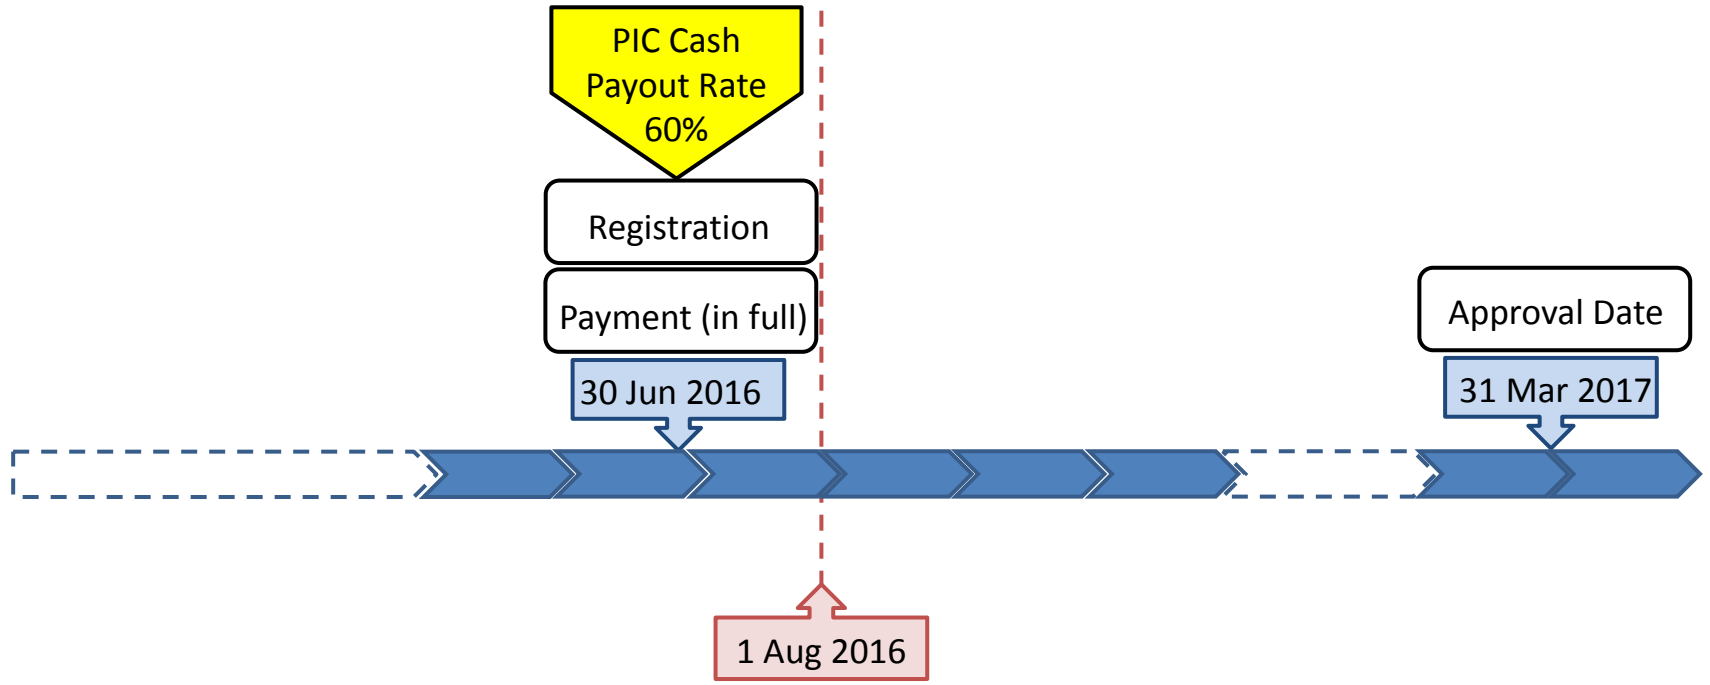 PIC Cash
Payout Rate
60%
Registration
Payment (in full)
Approval Date
30 Jun 2016
31 Mar 2017
1 Aug 2016